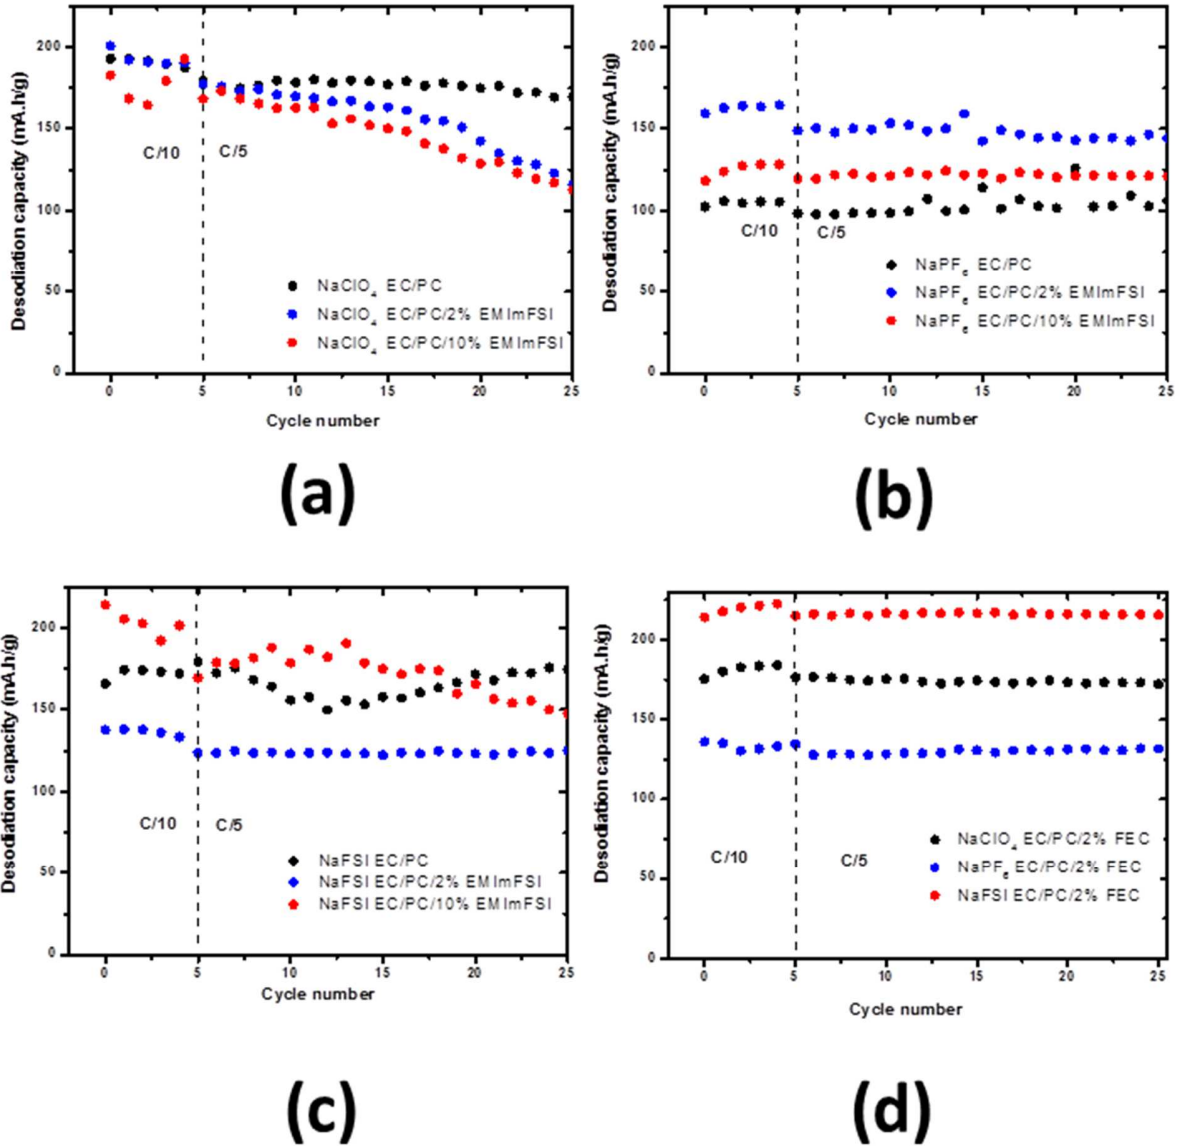 Desodiation capacity (mA.h/g)
200
150
100
50
0
C/10
C/5
NaClO₄ EC/PC
NaClO₄ EC/PC/2% EMImFSI
NaClO₄ EC/PC/10% EMImFSI
0 5 10 15 20 25
Cycle number
(a)
Desodiation capacity (mA.h/g)
200
150
100
50
0
C/10
C/5
NaPF₆ EC/PC
NaPF₆ EC/PC/2% EMImFSI
NaPF₆ EC/PC/10% EMImFSI
0 5 10 15 20 25
Cycle number
(b)
Desodiation capacity (mA.h/g)
200
150
100
50
0
C/10
C/5
NaFSI EC/PC
NaFSI EC/PC/2% EMImFSI
NaFSI EC/PC/10% EMImFSI
0 5 10 15 20 25
Cycle number
(c)
Desodiation capacity (mA.h/g)
200
150
100
50
0
C/10
C/5
NaClO₄ EC/PC/2% FEC
NaPF₆ EC/PC/2% FEC
NaFSI EC/PC/2% FEC
0 5 10 15 20 25
Cycle number
(d)